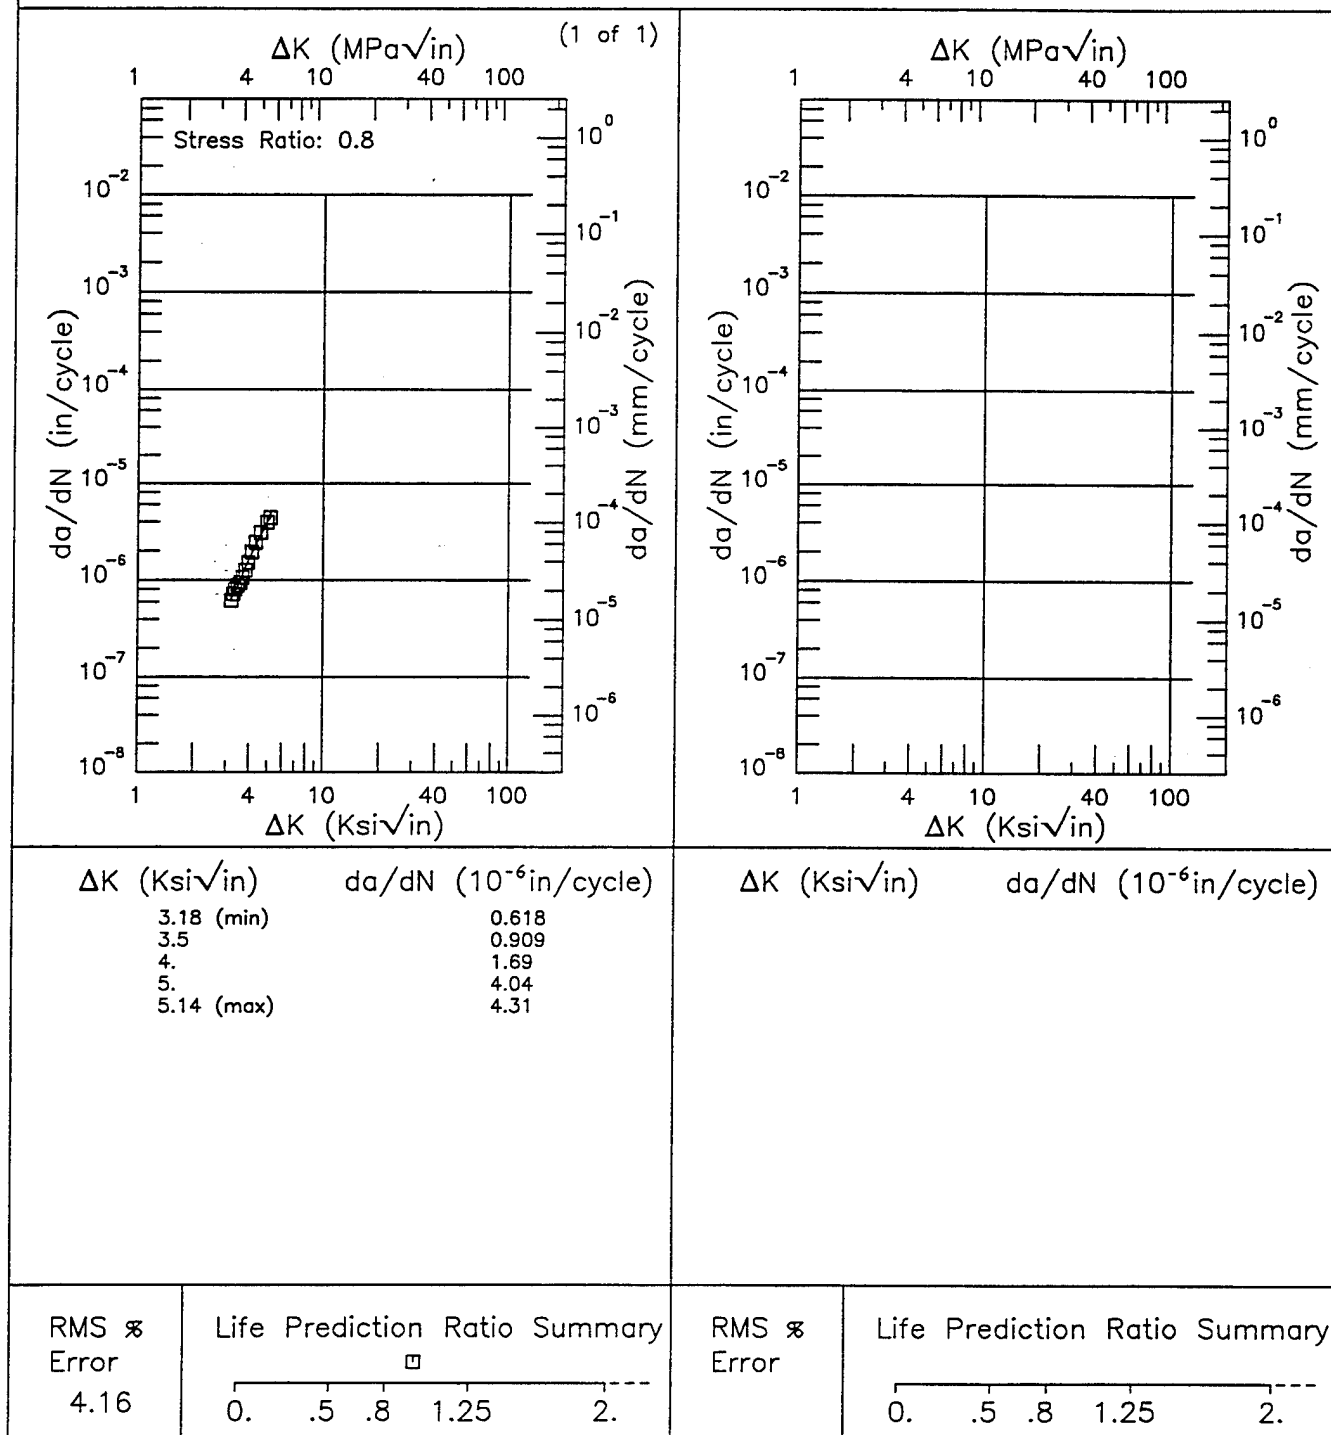 (1 of 1)
ΔK (MPa√in)
1 4 10 40 100
Stress Ratio: 0.8
da/dN (in/cycle)
10⁻²
10⁻³
10⁻⁴
10⁻⁵
10⁻⁶
10⁻⁷
10⁻⁸
10⁰
10⁻¹
10⁻²
10⁻³
10⁻⁴
10⁻⁵
10⁻⁶
da/dN (mm/cycle)
1 4 10 40 100
ΔK (Ksi√in)
ΔK (MPa√in)
1 4 10 40 100
da/dN (in/cycle)
10⁻²
10⁻³
10⁻⁴
10⁻⁵
10⁻⁶
10⁻⁷
10⁻⁸
10⁰
10⁻¹
10⁻²
10⁻³
10⁻⁴
10⁻⁵
10⁻⁶
da/dN (mm/cycle)
1 4 10 40 100
ΔK (Ksi√in)
ΔK (Ksi√in) da/dN (10⁻⁶in/cycle)
3.18 (min) 0.618
3.5 0.909
4. 1.69
5. 4.04
5.14 (max) 4.31
ΔK (Ksi√in) da/dN (10⁻⁶in/cycle)
RMS %
Error
4.16
Life Prediction Ratio Summary
0. .5 .8 1.25 2.
RMS %
Error
Life Prediction Ratio Summary
0. .5 .8 1.25 2.